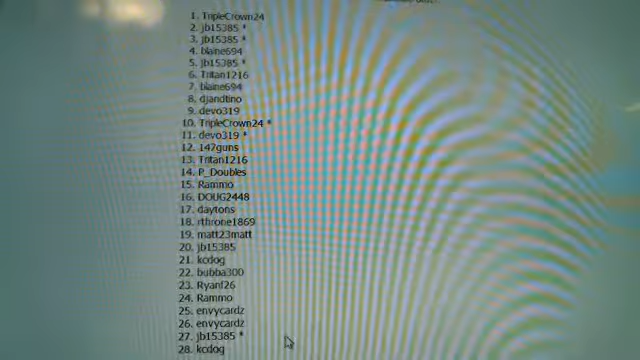 1. TripleCrown24
2. jb15385 *
3. jb15385 *
4. blaine694
5. jb15385 *
6. Tritan1216
7. blaine694
8. djandtino
9. devo319
10. TripleCrown24 *
11. devo319 *
12. 147guns
13. Tritan1216
14. P_Doubles
15. Rammo
16. DOUG2448
17. daytons
18. rthrone1869
19. matt23matt
20. jb15385
21. kcdog
22. bubba300
23. Ryanf26
24. Rammo
25. envycardz
26. envycardz
27. jb15385 *
28. kcdog